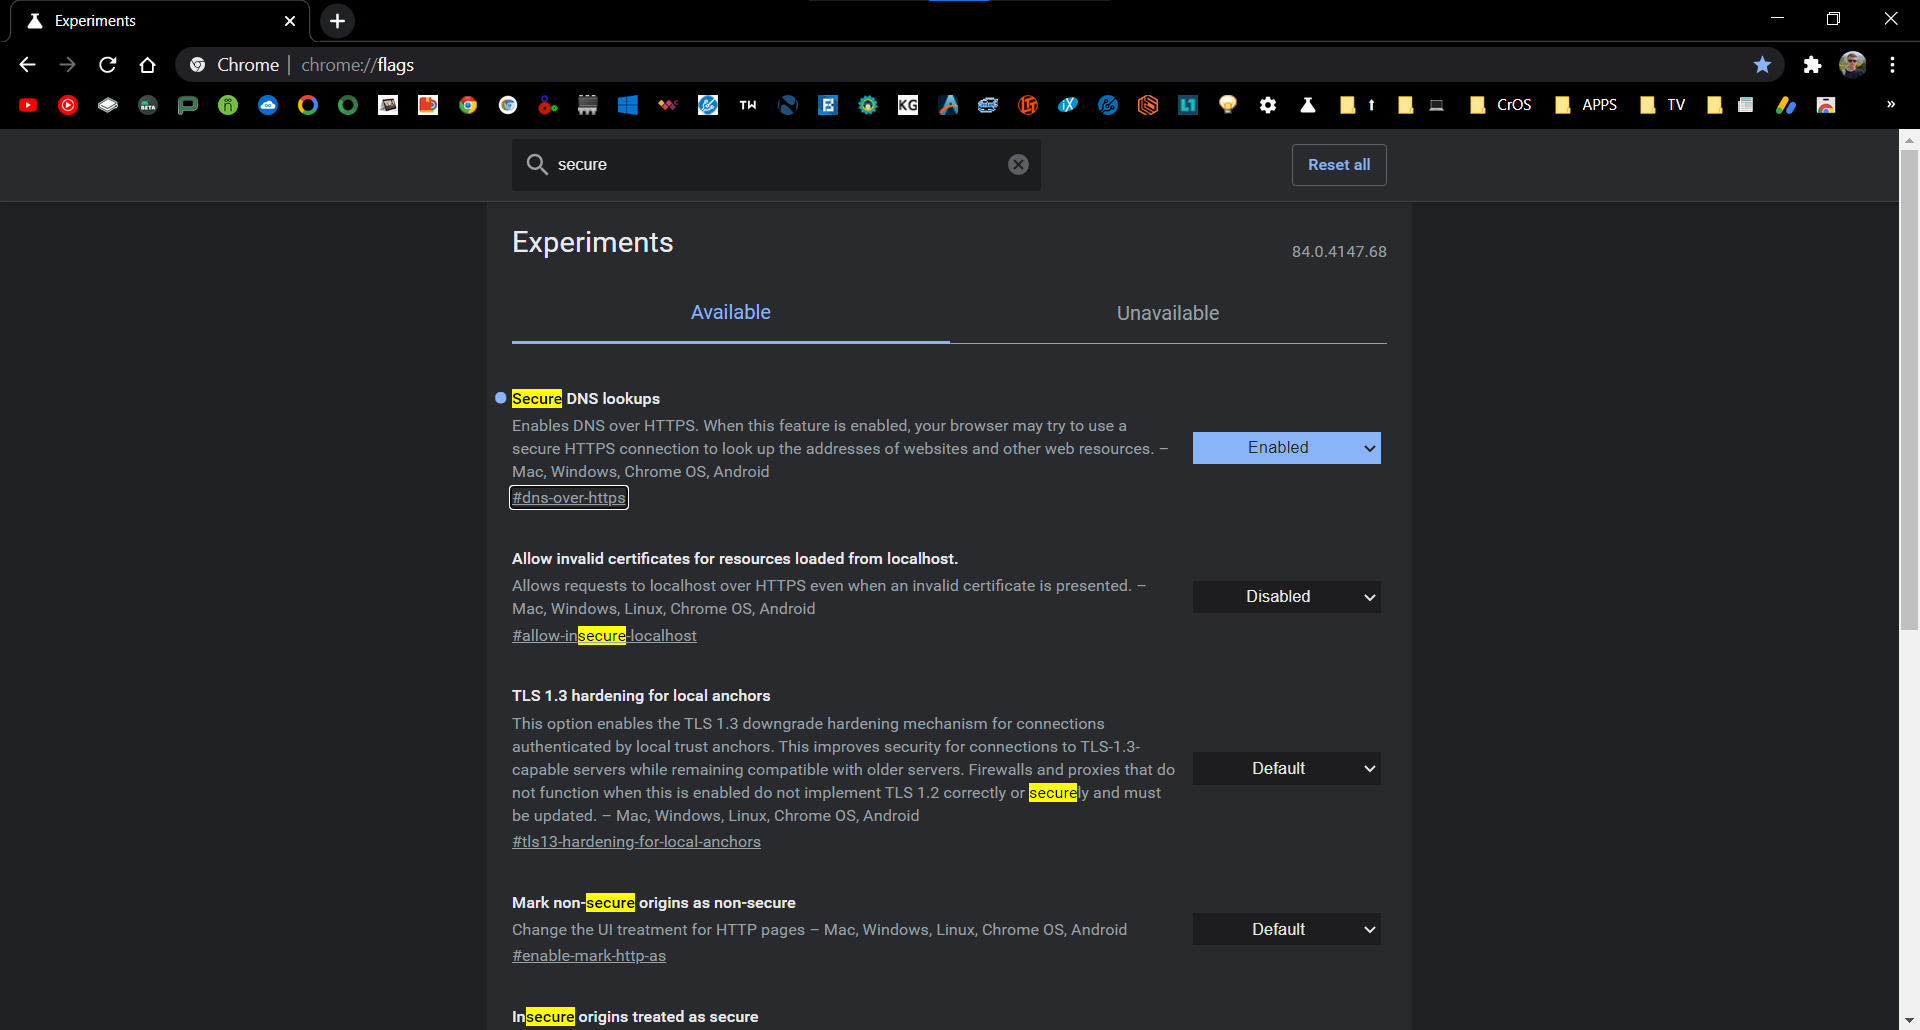 Experiments
Chrome | chrome://flags
BETA
TW
KG
CrOS
APPS
TV
»
secure
Reset all
Experiments
84.0.4147.68
Available
Unavailable
Secure DNS lookups
Enables DNS over HTTPS. When this feature is enabled, your browser may try to use a
secure HTTPS connection to look up the addresses of websites and other web resources. –
Mac, Windows, Chrome OS, Android
#dns-over-https
Enabled
Allow invalid certificates for resources loaded from localhost.
Allows requests to localhost over HTTPS even when an invalid certificate is presented. –
Mac, Windows, Linux, Chrome OS, Android
#allow-insecure-localhost
Disabled
TLS 1.3 hardening for local anchors
This option enables the TLS 1.3 downgrade hardening mechanism for connections
authenticated by local trust anchors. This improves security for connections to TLS-1.3-
capable servers while remaining compatible with older servers. Firewalls and proxies that do
not function when this is enabled do not implement TLS 1.2 correctly or securely and must
be updated. – Mac, Windows, Linux, Chrome OS, Android
#tls13-hardening-for-local-anchors
Default
Mark non-secure origins as non-secure
Change the UI treatment for HTTP pages – Mac, Windows, Linux, Chrome OS, Android
#enable-mark-http-as
Default
Insecure origins treated as secure